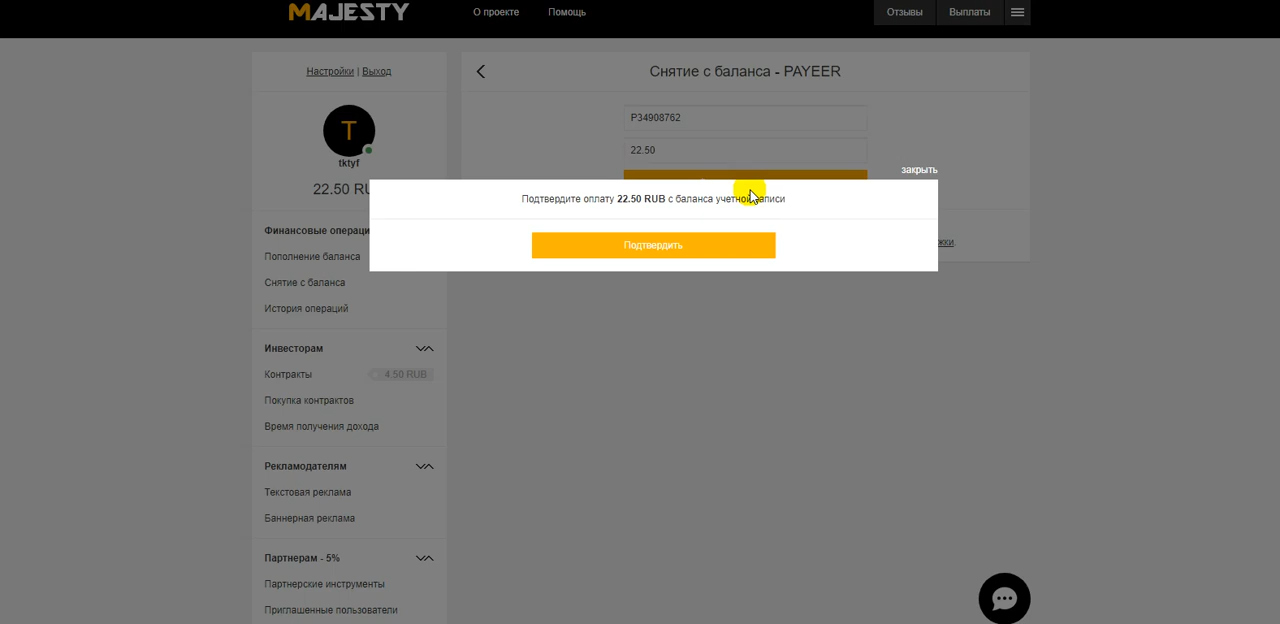 MAJESTY
О проекте
Помощь
Отзывы
Выплаты
Настройки | Выход
T
tktyf
22.50 RU
Снятие с баланса - PAYEER
P34908762
22.50
закрыть
Подтвердите оплату 22.50 RUB с баланса учетной записи
Подтвердить
жки.
Финансовые операци
Пополнение баланса
Снятие с баланса
История операций
Инвесторам
Контракты
4.50 RUB
Покупка контрактов
Время получения дохода
Рекламодателям
Текстовая реклама
Баннерная реклама
Партнерам - 5%
Партнерские инструменты
Приглашенные пользователи